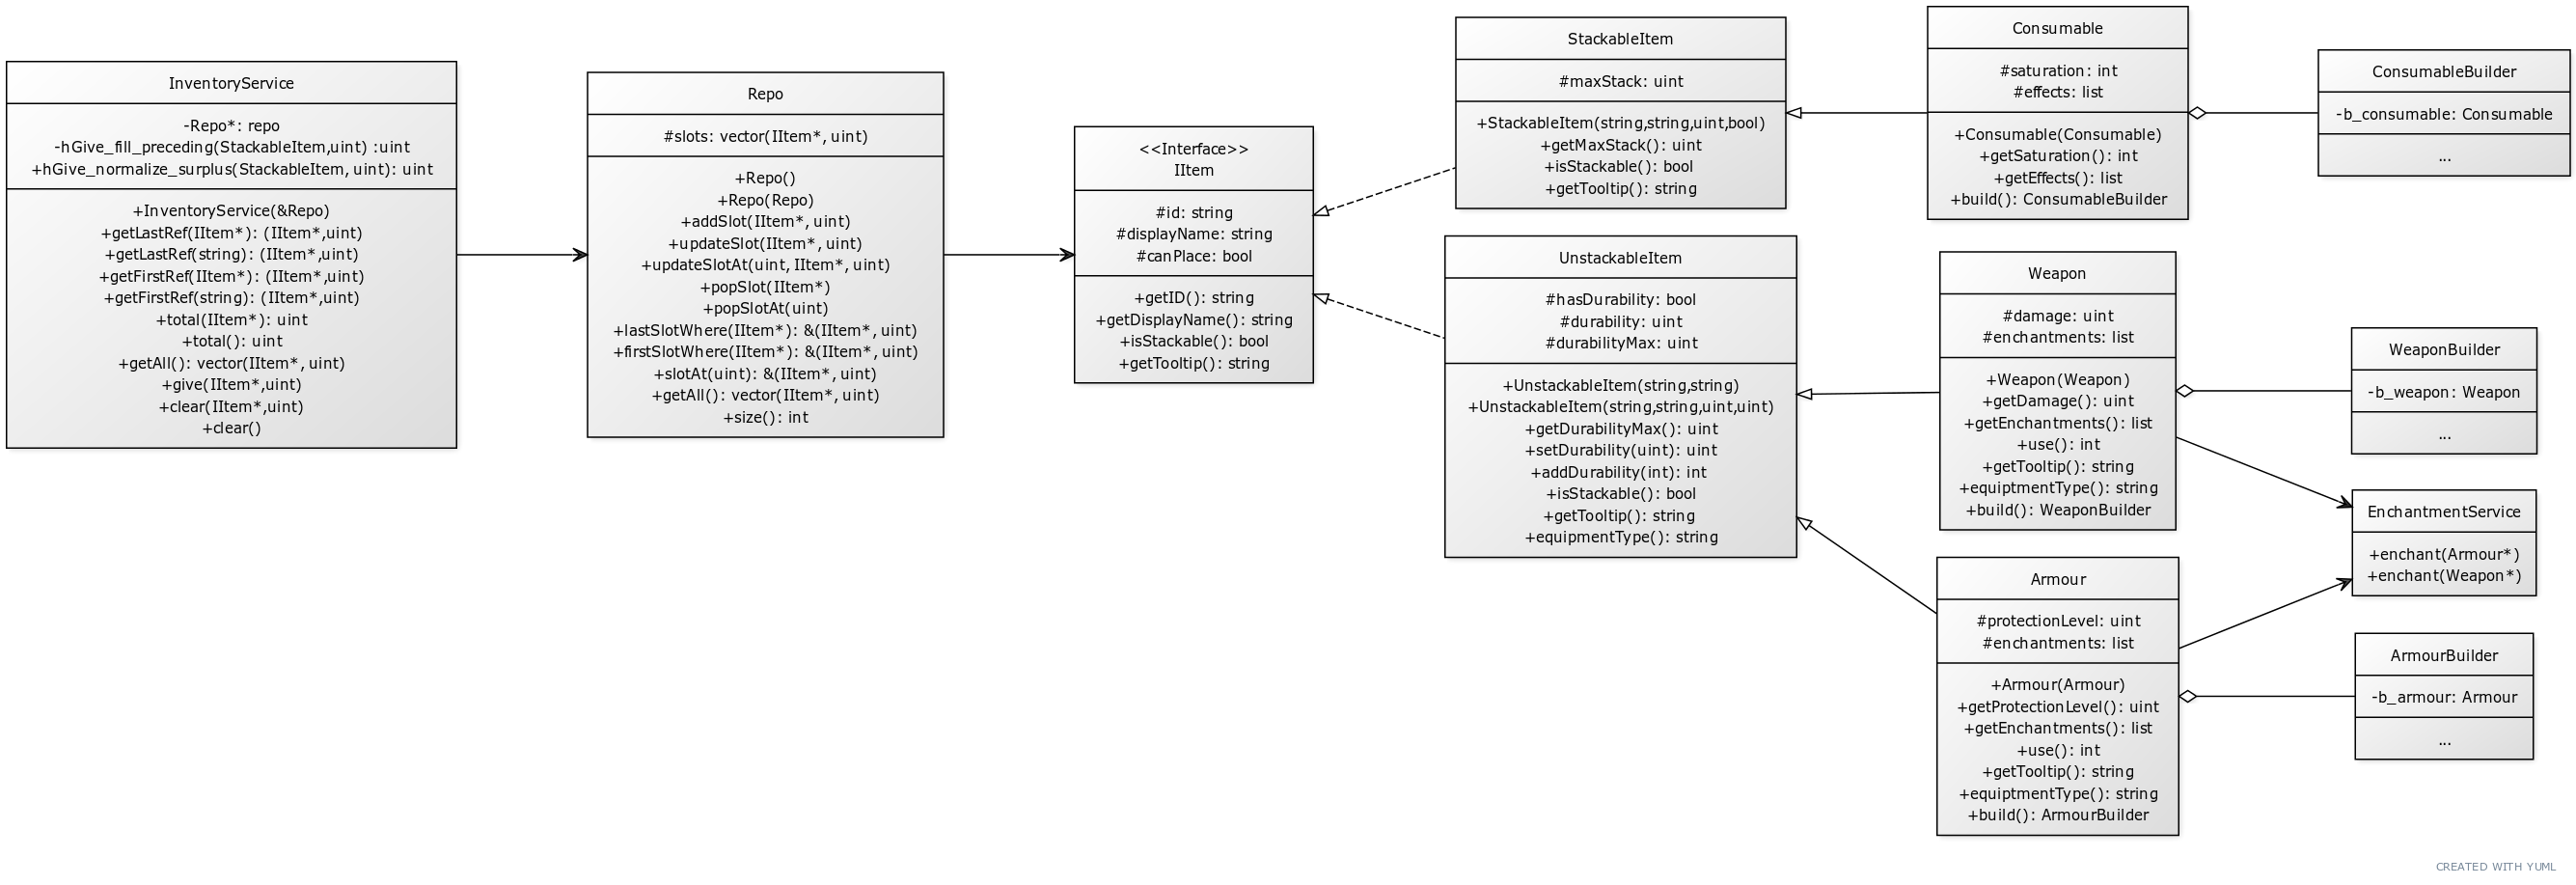 InventoryService
-Repo*: repo
-hGive_fill_preceding(StackableItem,uint) :uint
+hGive_normalize_surplus(StackableItem, uint): uint
+InventoryService(&Repo)
+getLastRef(IItem*): (IItem*,uint)
+getLastRef(string): (IItem*,uint)
+getFirstRef(IItem*): (IItem*,uint)
+getFirstRef(string): (IItem*,uint)
+total(IItem*): uint
+total(): uint
+getAll(): vector(IItem*, uint)
+give(IItem*,uint)
+clear(IItem*,uint)
+clear()
Repo
#slots: vector(IItem*, uint)
+Repo()
+Repo(Repo)
+addSlot(IItem*, uint)
+updateSlot(IItem*, uint)
+updateSlotAt(uint, IItem*, uint)
+popSlot(IItem*)
+popSlotAt(uint)
+lastSlotWhere(IItem*): &(IItem*, uint)
+firstSlotWhere(IItem*): &(IItem*, uint)
+slotAt(uint): &(IItem*, uint)
+getAll(): vector(IItem*, uint)
+size(): int
<<Interface>>
IItem
#id: string
#displayName: string
#canPlace: bool
+getID(): string
+getDisplayName(): string
+isStackable(): bool
+getTooltip(): string
StackableItem
#maxStack: uint
+StackableItem(string,string,uint,bool)
+getMaxStack(): uint
+isStackable(): bool
+getTooltip(): string
UnstackableItem
#hasDurability: bool
#durability: uint
#durabilityMax: uint
+UnstackableItem(string,string)
+UnstackableItem(string,string,uint,uint)
+getDurabilityMax(): uint
+setDurability(uint): uint
+addDurability(int): int
+isStackable(): bool
+getTooltip(): string
+equipmentType(): string
Consumable
#saturation: int
#effects: list
+Consumable(Consumable)
+getSaturation(): int
+getEffects(): list
+build(): ConsumableBuilder
Weapon
#damage: uint
#enchantments: list
+Weapon(Weapon)
+getDamage(): uint
+getEnchantments(): list
+use(): int
+getTooltip(): string
+equiptmentType(): string
+build(): WeaponBuilder
Armour
#protectionLevel: uint
#enchantments: list
+Armour(Armour)
+getProtectionLevel(): uint
+getEnchantments(): list
+use(): int
+getTooltip(): string
+equiptmentType(): string
+build(): ArmourBuilder
ConsumableBuilder
-b_consumable: Consumable
...
WeaponBuilder
-b_weapon: Weapon
...
EnchantmentService
+enchant(Armour*)
+enchant(Weapon*)
ArmourBuilder
-b_armour: Armour
...
CREATED WITH YUML